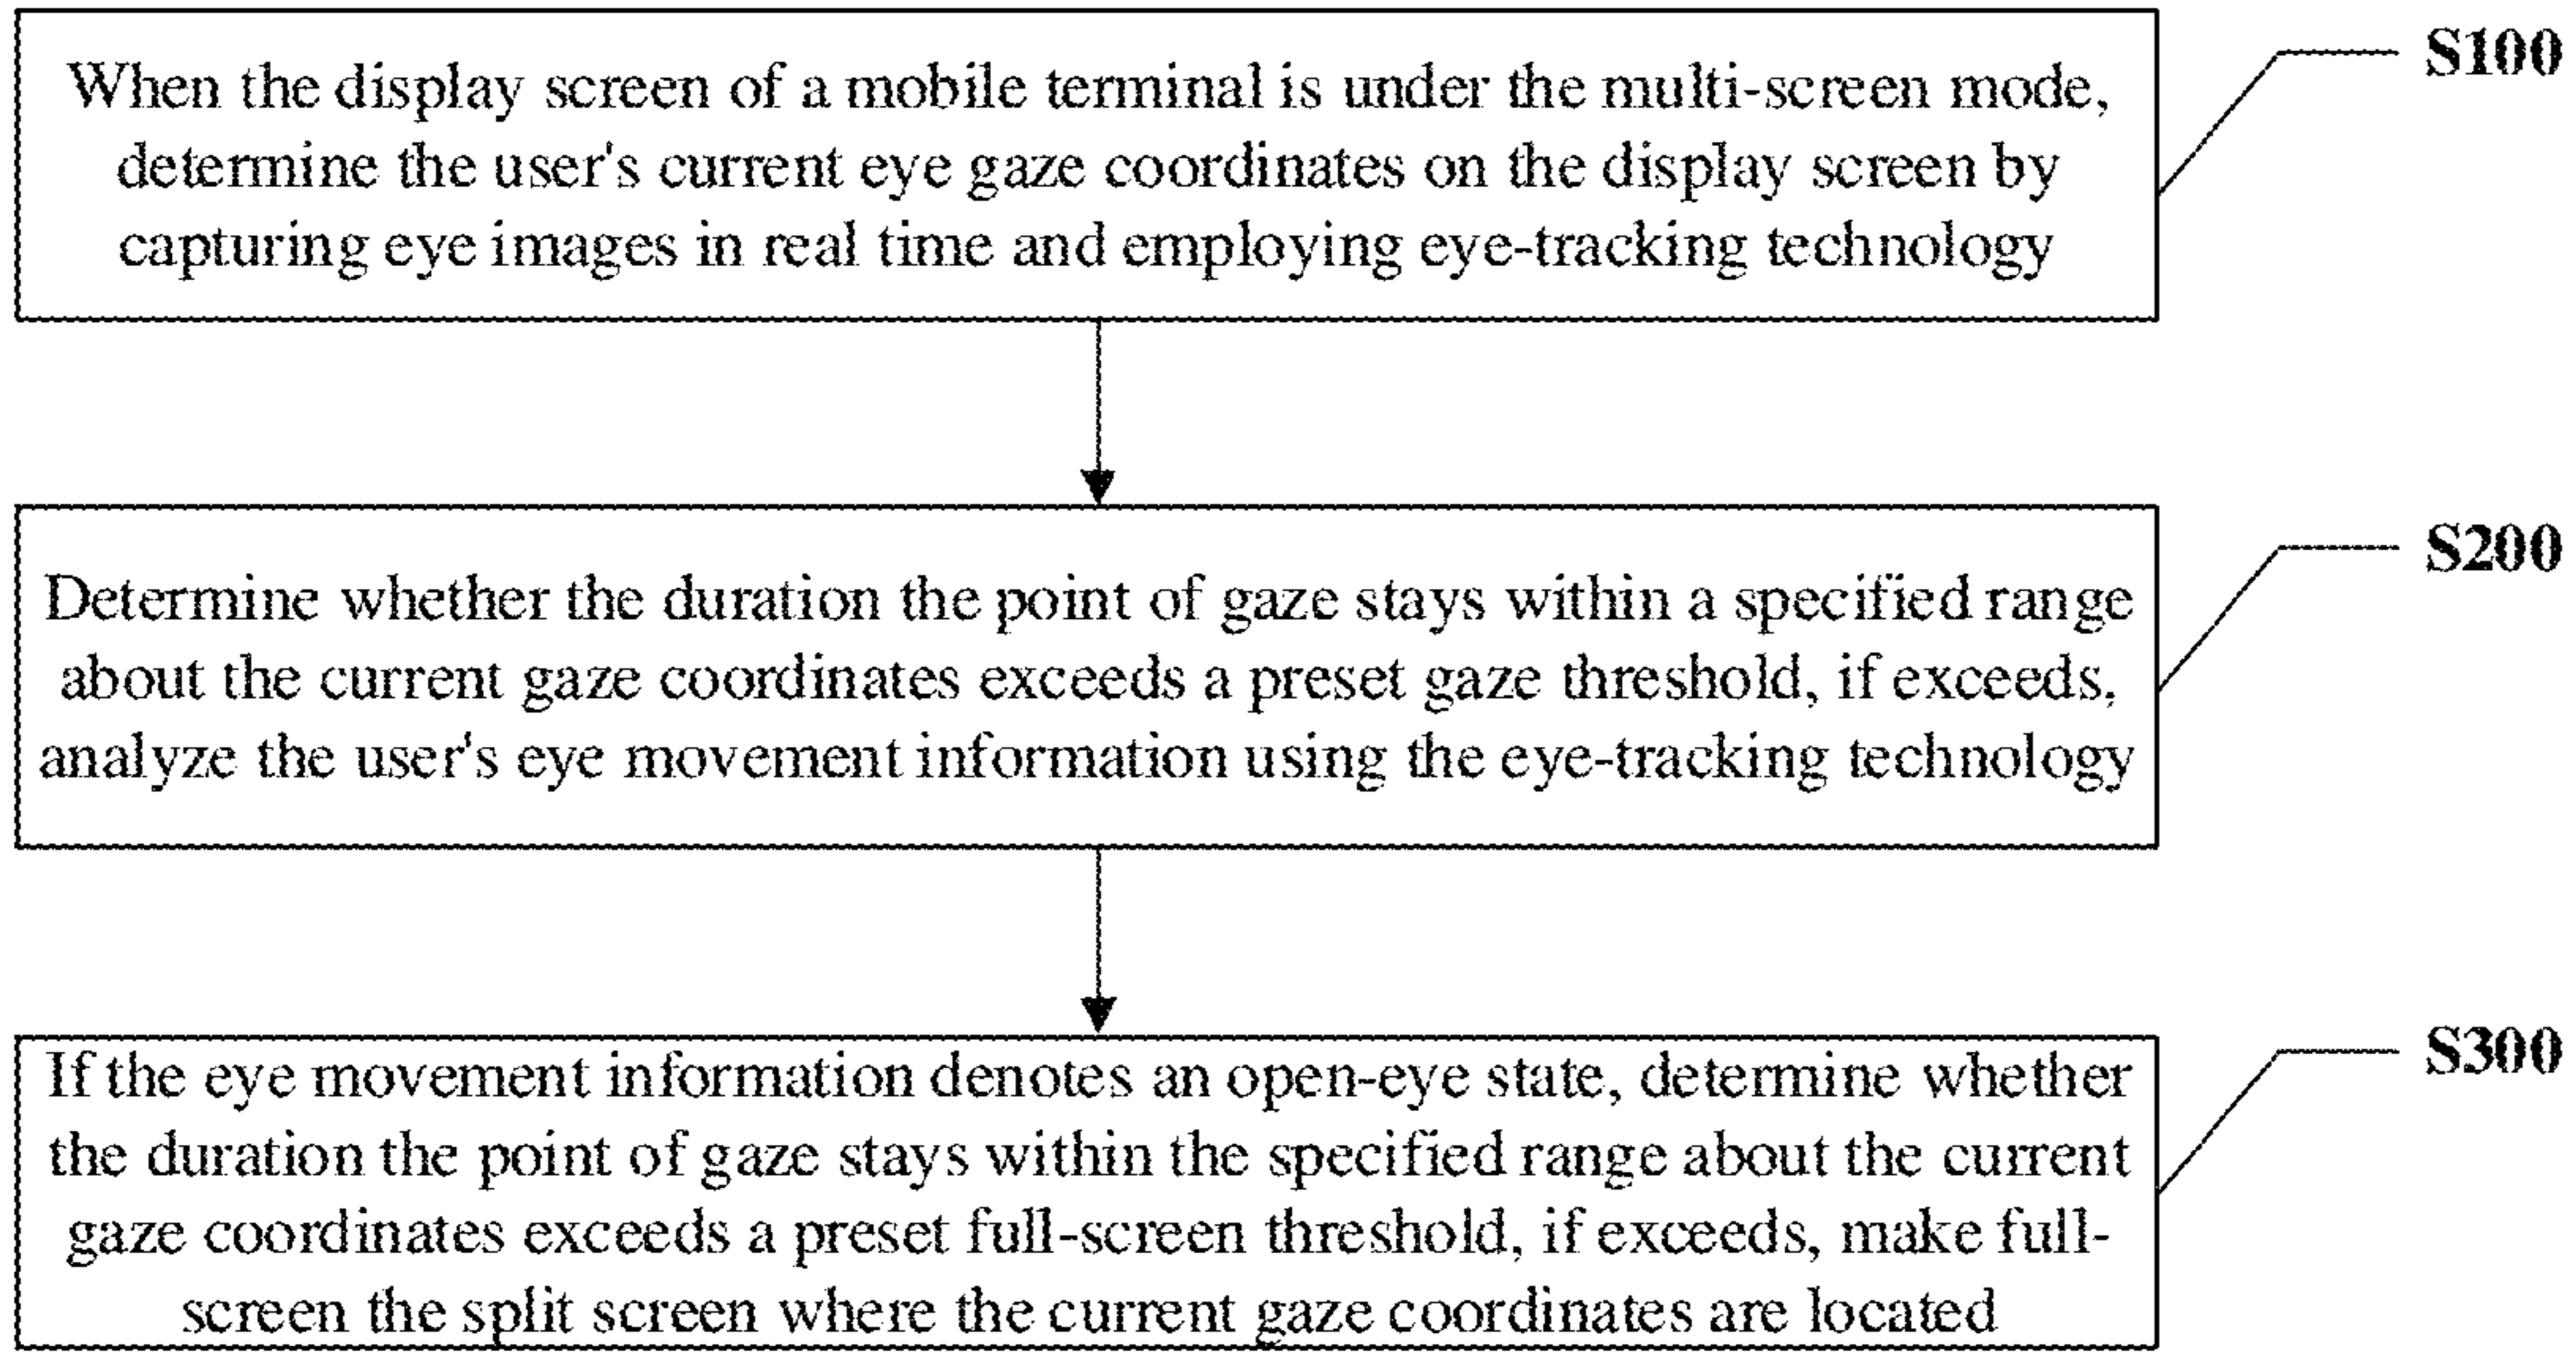 When the display screen of a mobile terminal is under the multi-screen mode,
determine the user's current eye gaze coordinates on the display screen by
capturing eye images in real time and employing eye-tracking technology
S100
Determine whether the duration the point of gaze stays within a specified range
about the current gaze coordinates exceeds a preset gaze threshold, if exceeds,
analyze the user's eye movement information using the eye-tracking technology
S200
If the eye movement information denotes an open-eye state, determine whether
the duration the point of gaze stays within the specified range about the current
gaze coordinates exceeds a preset full-screen threshold, if exceeds, make full-
screen the split screen where the current gaze coordinates are located
S300